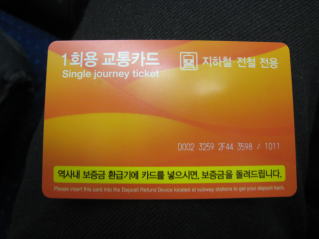 1회용 교통카드
Single journey ticket
지하철 전철 전용
D002 3259 2F44 3598 / 1011
역사내 보증금 환급기에 카드를 넣으시면, 보증금을 돌려드립니다.
Please insert this card into the Deposit Refund Device located at subway stations to get your deposit back.